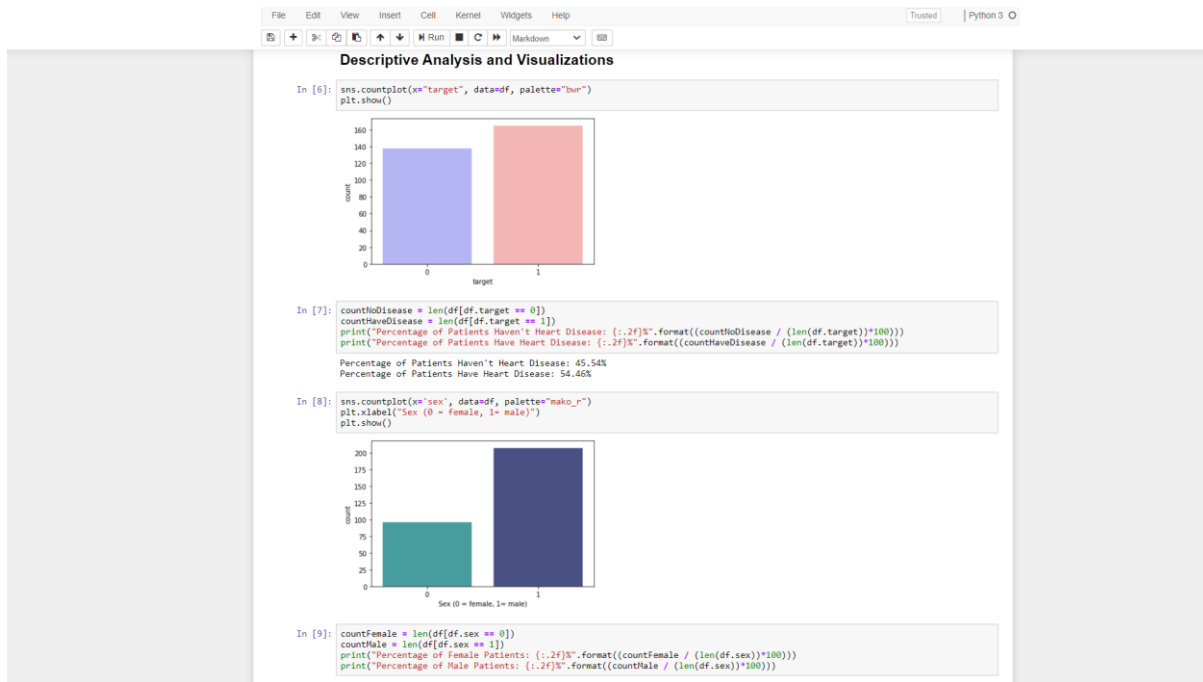 File Edit View Insert Cell Kernel Widgets Help Trusted Python 3
Run Markdown
Descriptive Analysis and Visualizations
In [6]: sns.countplot(x="target", data=df, palette="bwr")
plt.show()
160
140
120
100
80
60
40
20
0
count
0 1
target
In [7]: countNoDisease = len(df[df.target == 0])
countHaveDisease = len(df[df.target == 1])
print("Percentage of Patients Haven't Heart Disease: {:.2f}%".format((countNoDisease / (len(df.target))*100)))
print("Percentage of Patients Have Heart Disease: {:.2f}%".format((countHaveDisease / (len(df.target))*100)))
Percentage of Patients Haven't Heart Disease: 45.54%
Percentage of Patients Have Heart Disease: 54.46%
In [8]: sns.countplot(x='sex', data=df, palette="mako_r")
plt.xlabel("Sex (0 = female, 1= male)")
plt.show()
200
175
150
125
100
75
50
25
0
count
0 1
Sex (0 = female, 1= male)
In [9]: countFemale = len(df[df.sex == 0])
countMale = len(df[df.sex == 1])
print("Percentage of Female Patients: {:.2f}%".format((countFemale / (len(df.sex))*100)))
print("Percentage of Male Patients: {:.2f}%".format((countMale / (len(df.sex))*100)))